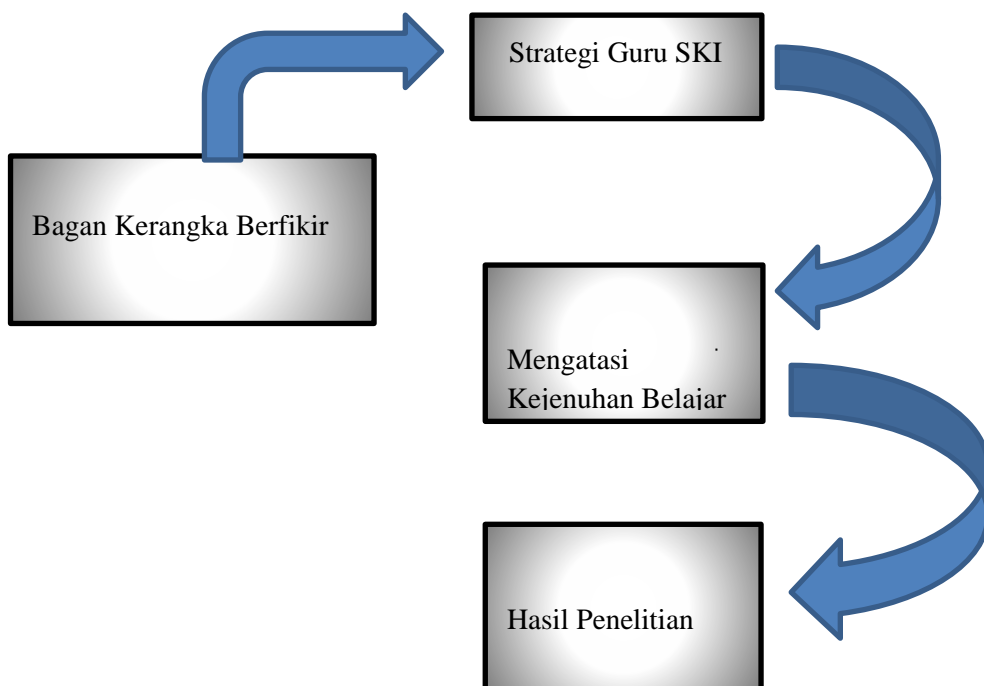 Strategi Guru SKI
Bagan Kerangka Berfikir
Mengatasi
Kejenuhan Belajar
Hasil Penelitian